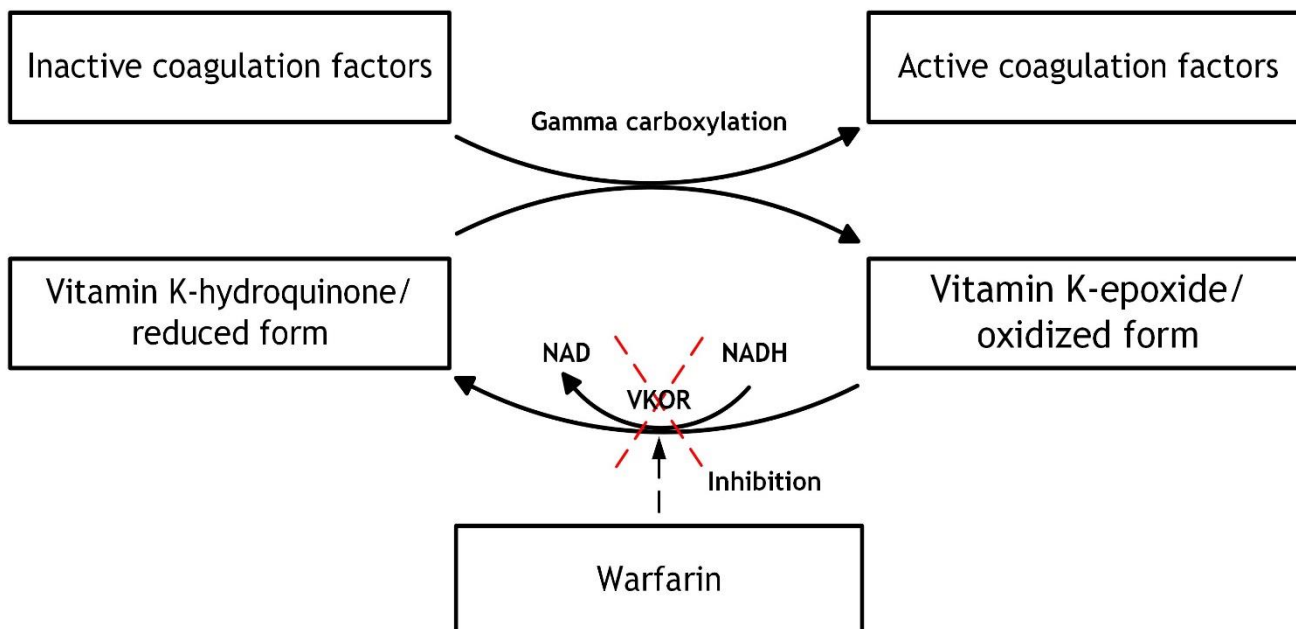 Inactive coagulation factors
Active coagulation factors
Gamma carboxylation
Vitamin K-hydroquinone/
reduced form
Vitamin K-epoxide/
oxidized form
NAD
NADH
VKOR
Inhibition
Warfarin